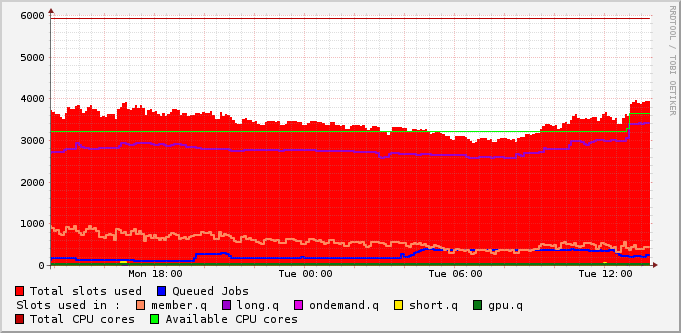 6000
5000
4000
3000
2000
1000
0
Mon 18:00 Tue 00:00 Tue 06:00 Tue 12:00
RRDTOOL / TOBI OETIKER
Total slots used Queued Jobs
Slots used in : member.q long.q ondemand.q short.q gpu.q
Total CPU cores Available CPU cores